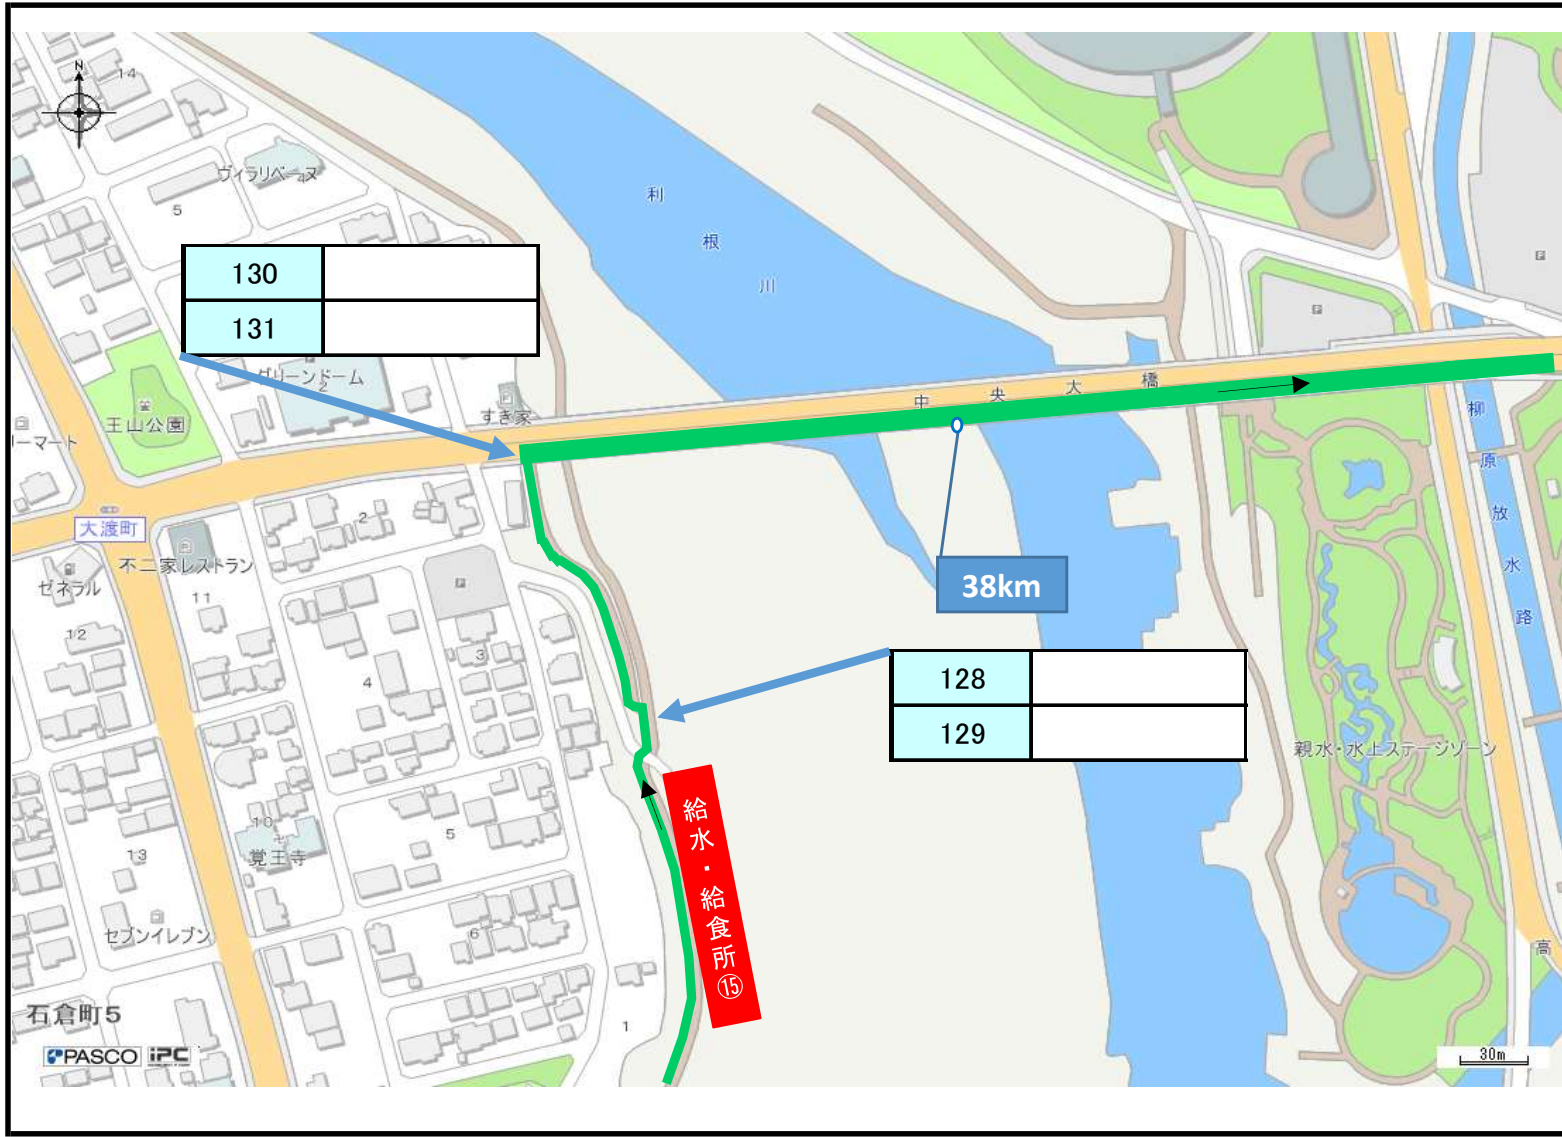 N
14
ヴィラリベーヌ
4
5
利根川
130
131
グリーンドーム
2
すき家
王山公園
リーマート
中央大橋
柳原放水路
大渡町
不二家レストラン
ゼネラル
2
11
12
3
4
38km
128
129
親水・水上ステージゾーン
給水・給食所⑮
10
覚王寺
13
5
セブンイレブン
6
高
石倉町5
1
PASCO iPC
30m